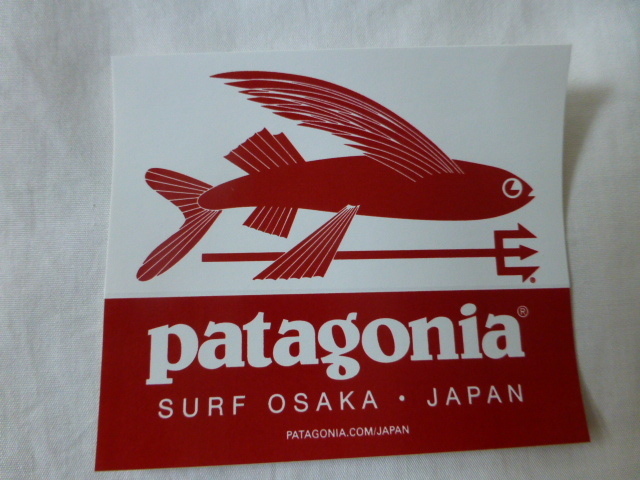 patagonia®
SURF OSAKA • JAPAN
PATAGONIA.COM/JAPAN